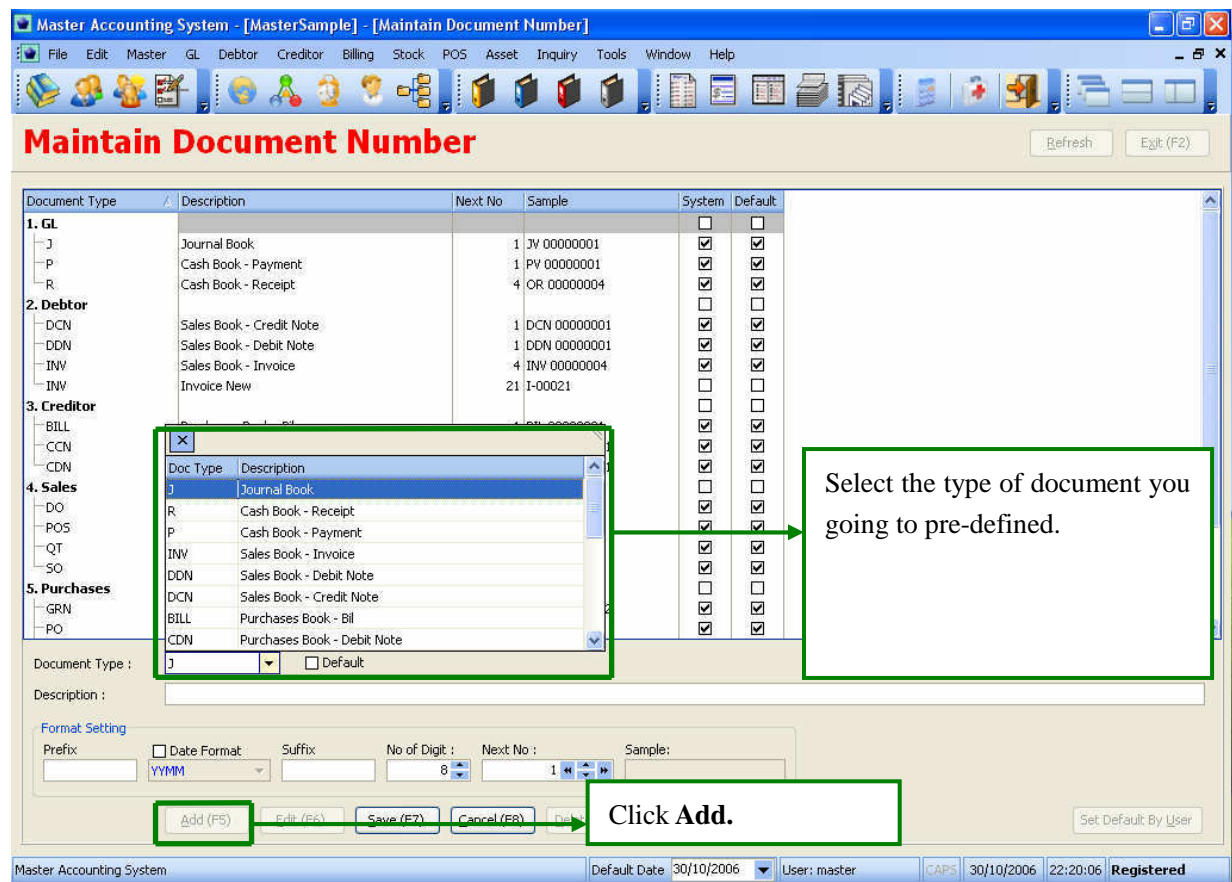 Master Accounting System - [MasterSample] - [Maintain Document Number]
File Edit Master GL Debtor Creditor Billing Stock POS Asset Inquiry Tools Window Help
Maintain Document Number
Refresh Exit (F2)
Document Type Description Next No Sample System Default
1. GL
J Journal Book 1 JV 00000001
P Cash Book - Payment 1 PV 00000001
R Cash Book - Receipt 4 OR 00000004
2. Debtor
DCN Sales Book - Credit Note 1 DCN 00000001
DDN Sales Book - Debit Note 1 DDN 00000001
INV Sales Book - Invoice 4 INV 00000004
INV Invoice New 21 I-00021
3. Creditor
BILL
CCN
CDN
4. Sales
DO
POS
QT
SO
5. Purchases
GRN
PO
Doc Type Description
J Journal Book
R Cash Book - Receipt
P Cash Book - Payment
INV Sales Book - Invoice
DDN Sales Book - Debit Note
DCN Sales Book - Credit Note
BILL Purchases Book - Bil
CDN Purchases Book - Debit Note
Select the type of document you
going to pre-defined.
Document Type : J Default
Description :
Format Setting
Prefix Date Format Suffix No of Digit : Next No : Sample:
YYMM 8 1
Add (F5) Edit (F6) Save (F7) Cancel (F8) Set Default By User
Click Add.
Master Accounting System Default Date 30/10/2006 User: master CAPS 30/10/2006 22:20:06 Registered